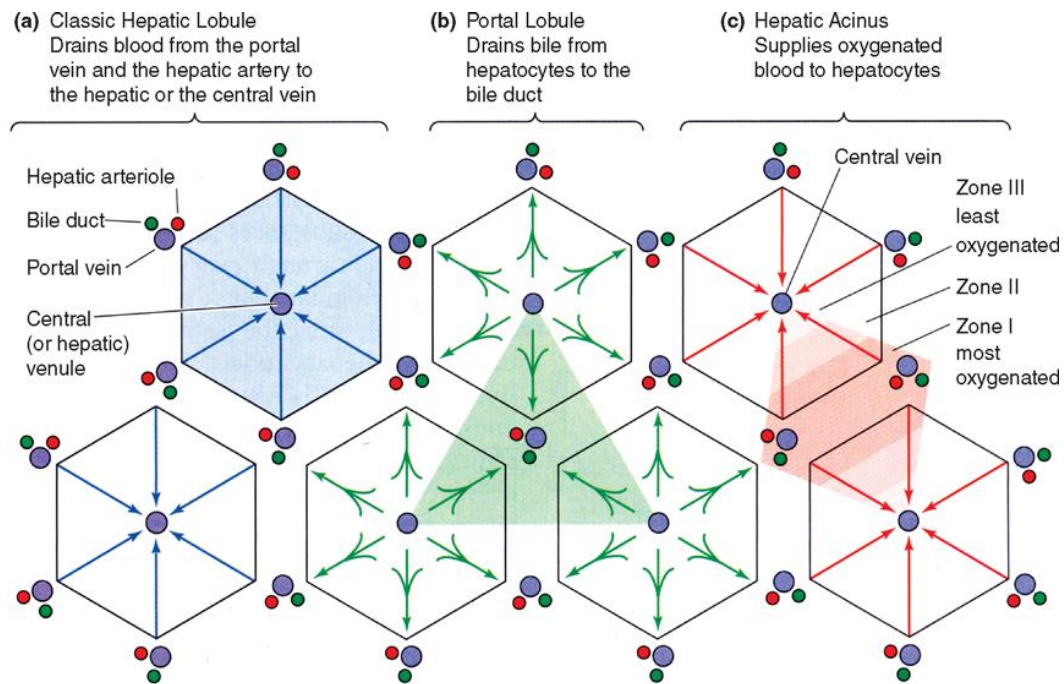 (a) Classic Hepatic Lobule
Drains blood from the portal
vein and the hepatic artery to
the hepatic or the central vein
(b) Portal Lobule
Drains bile from
hepatocytes to the
bile duct
(c) Hepatic Acinus
Supplies oxygenated
blood to hepatocytes
Hepatic arteriole
Bile duct
Portal vein
Central
(or hepatic)
venule
Central vein
Zone III
least
oxygenated
Zone II
Zone I
most
oxygenated